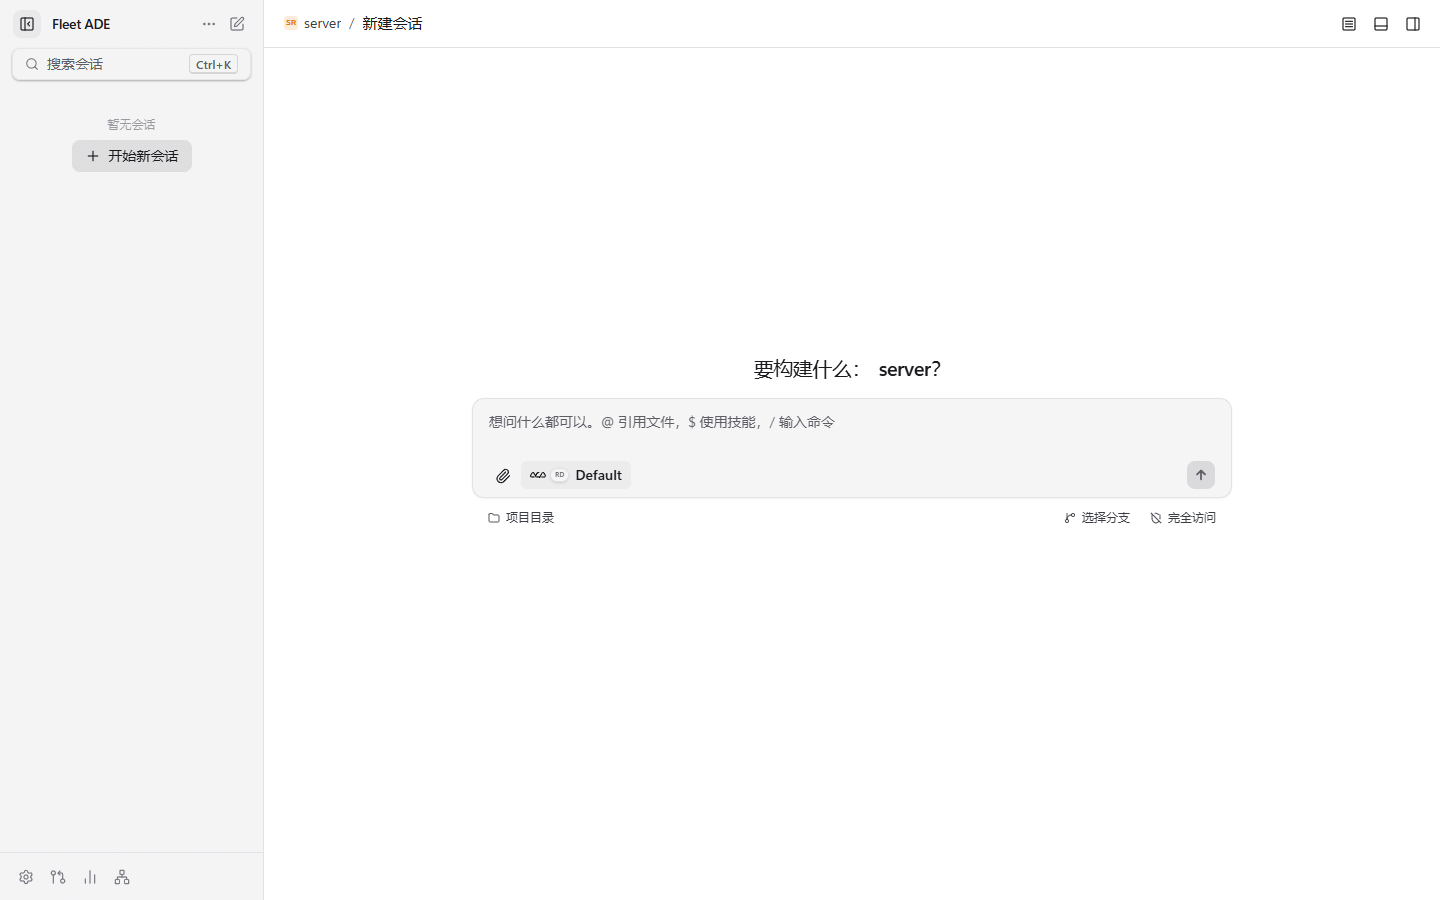 Fleet ADE
搜索会话 Ctrl+K
暂无会话
开始新会话
SR server / 新建会话
要构建什么： server?
想问什么都可以。@ 引用文件，$ 使用技能，/ 输入命令
RD Default
项目目录
选择分支
完全访问